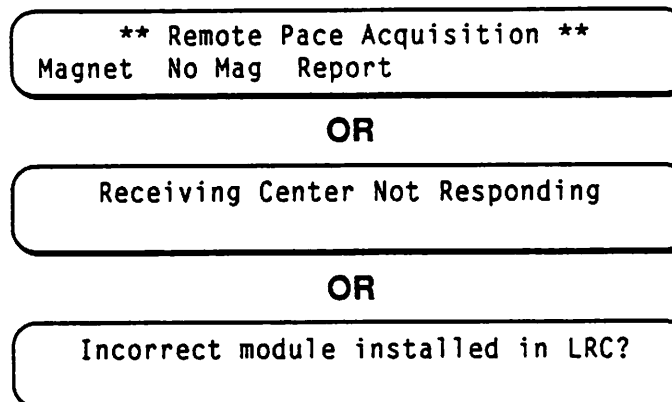 ** Remote Pace Acquisition **
Magnet No Mag Report
OR
Receiving Center Not Responding
OR
Incorrect module installed in LRC?